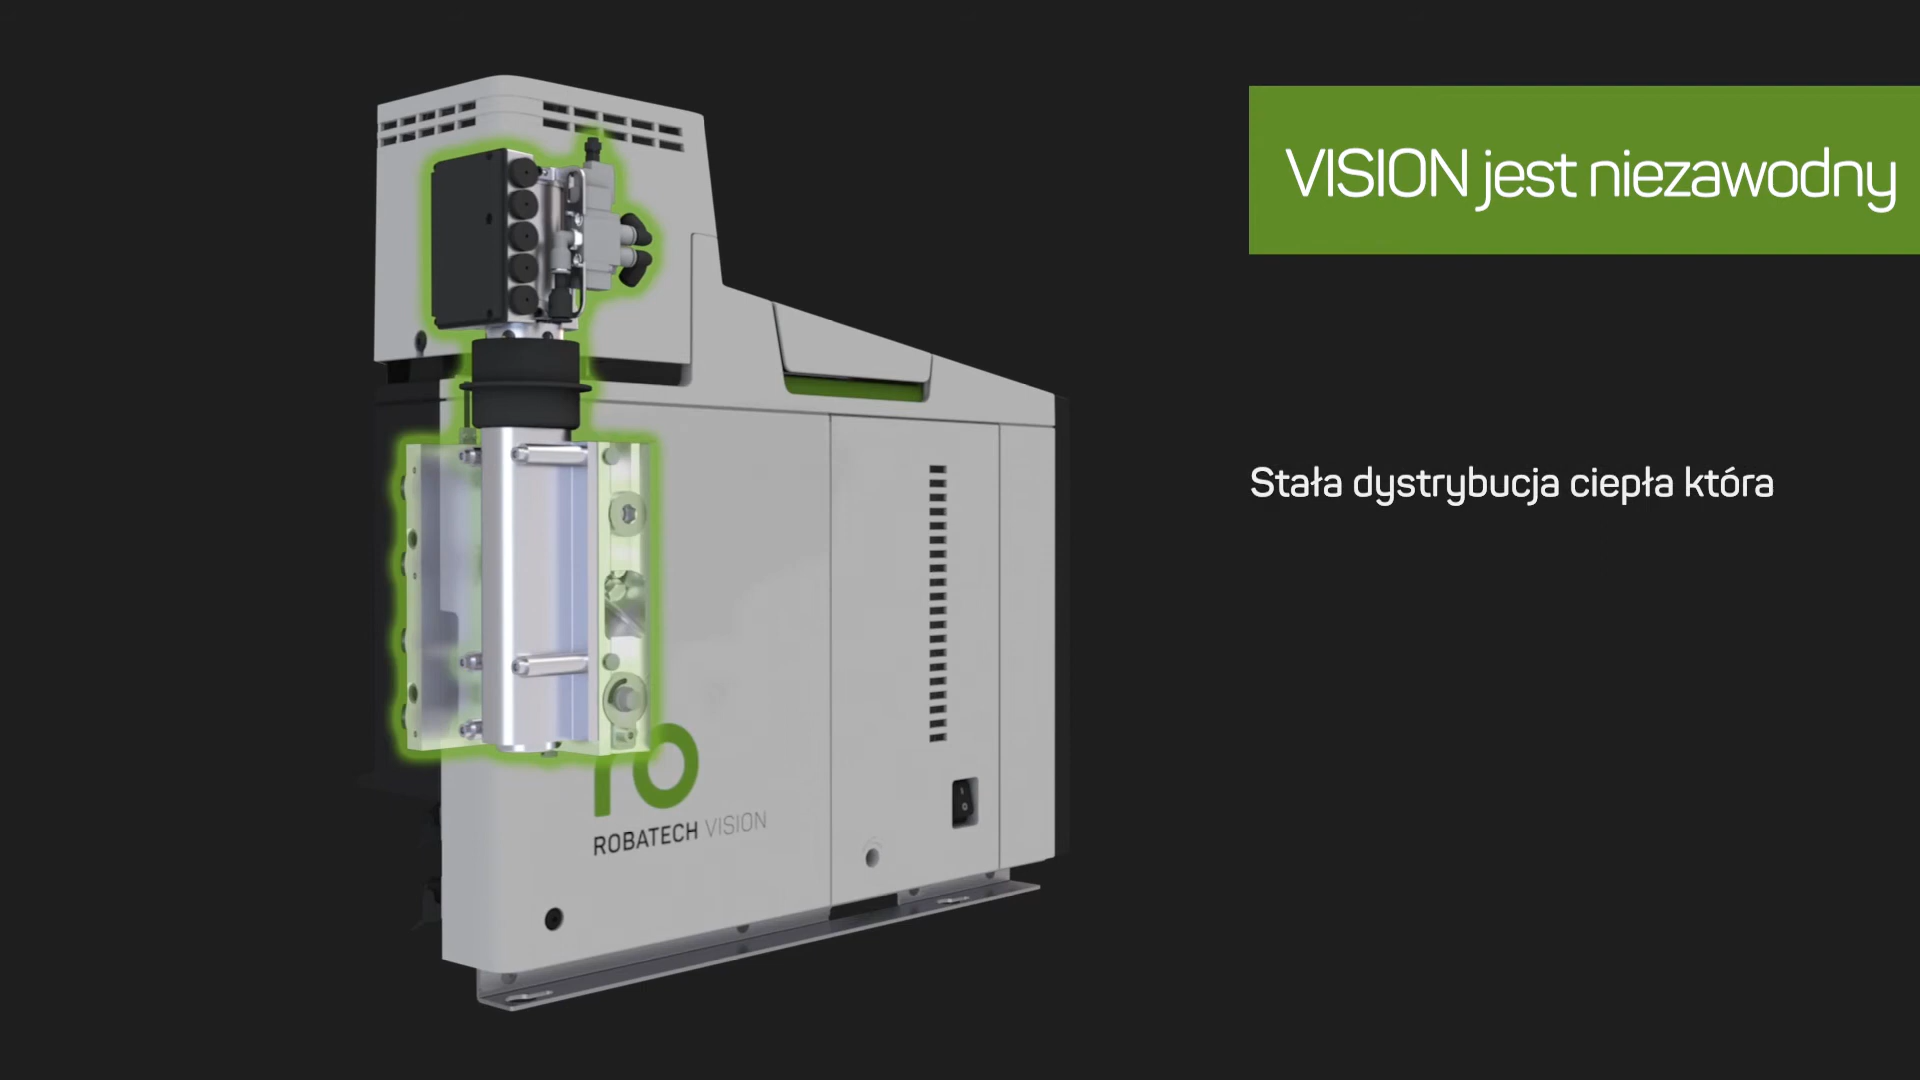 VISION jest niezawodny
Stała dystrybucja ciepła która
ROBATECH VISION